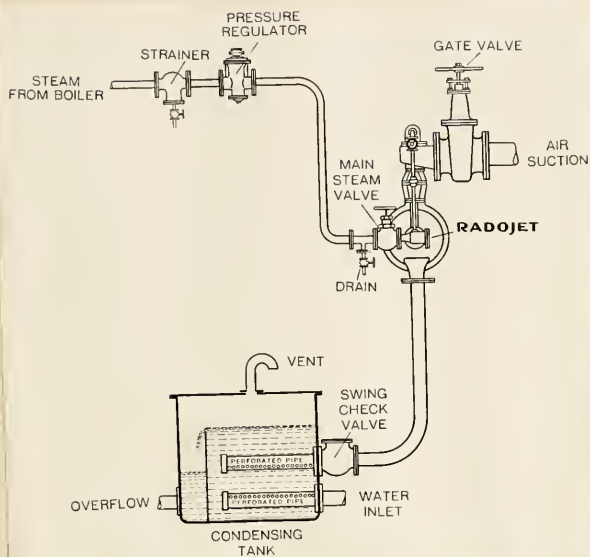 PRESSURE
REGULATOR
STRAINER
GATE VALVE
STEAM
FROM BOILER
AIR
SUCTION
MAIN
STEAM
VALVE
RADOJET
DRAIN
VENT
SWING
CHECK
VALVE
PERFORATED PIPE
OVERFLOW
PERFORATED PIPE
WATER
INLET
CONDENSING
TANK